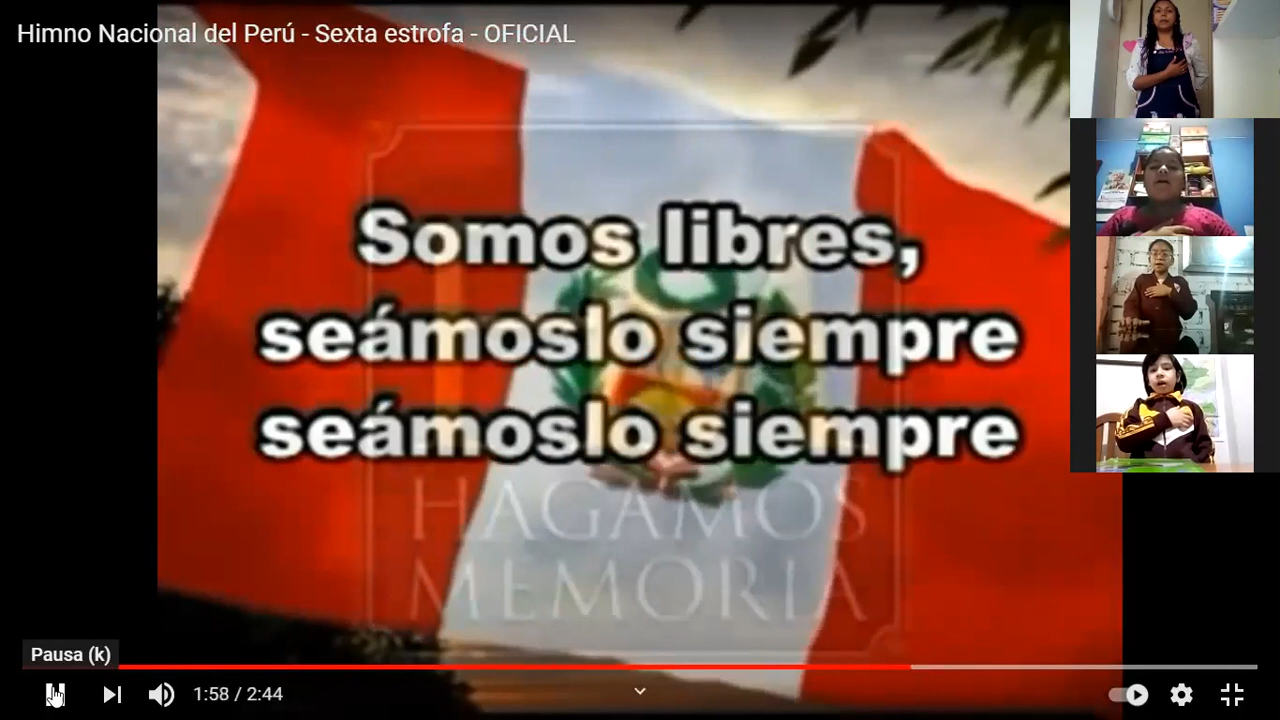 Himno Nacional del Perú - Sexta estrofa - OFICIAL
Somos libres,
seámoslo siempre
seámoslo siempre
HAGAMOS
MEMORIA
Pausa (k)
1:58 / 2:44